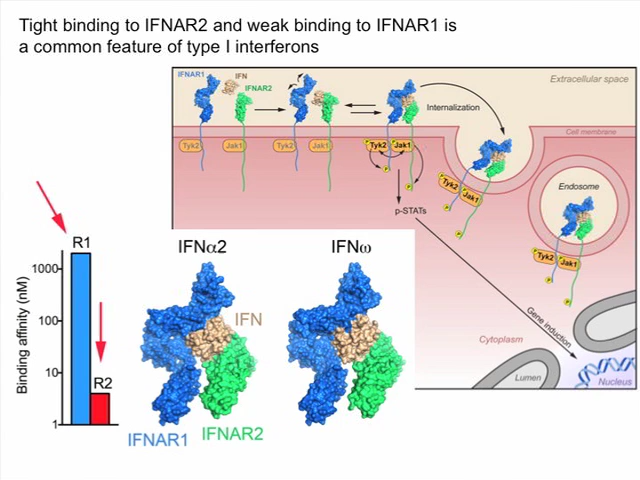 Tight binding to IFNAR2 and weak binding to IFNAR1 is
a common feature of type I interferons
IFNAR1
IFN
IFNAR2
Extracellular space
Internalization
Cell membrane
Tyk2
Jak1
Tyk2
Jak1
Tyk2
Jak1
P
P
p-STATs
Tyk2
Jak1
P
P
Endosome
Tyk2
Jak1
P
P
Gene induction
Cytoplasm
Lumen
Nucleus
R1
R2
Binding affinity (nM)
1000
100
10
1
IFNα2
IFNω
IFN
IFNAR1
IFNAR2